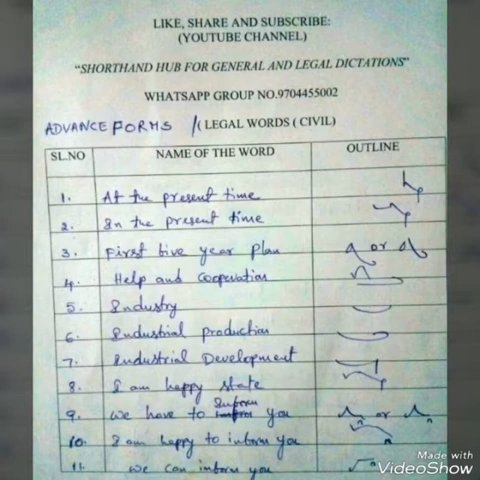 LIKE, SHARE AND SUBSCRIBE:
(YOUTUBE CHANNEL)
“SHORTHAND HUB FOR GENERAL AND LEGAL DICTATIONS”
WHATSAPP GROUP NO.9704455002
ADVANCE FORMS / (LEGAL WORDS ( CIVIL)
SL.NO NAME OF THE WORD OUTLINE
1. At the present time
2. In the present time
3. First five year plan or
4. Help and Cooperation
5. Industry
6. Industrial production
7. Industrial Development
8. I am happy state
9. we have to Inform you or
10. I am happy to inform you
11. we can inform you
Made with
VideoShow